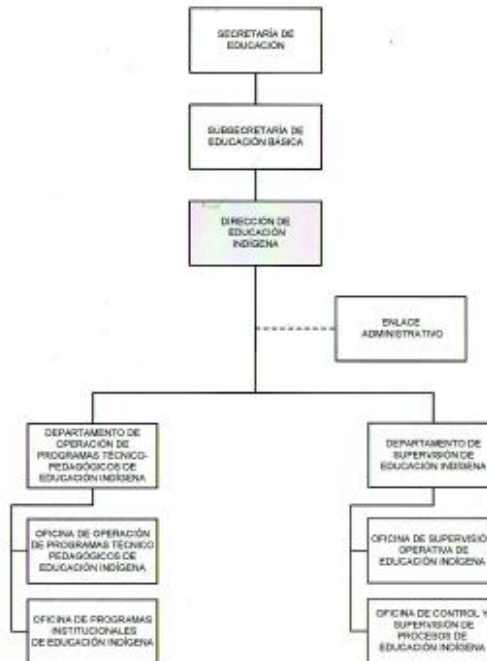 SECRETARÍA DE
EDUCACIÓN
SUBSECRETARÍA DE
EDUCACIÓN BÁSICA
DIRECCIÓN DE
EDUCACIÓN
INDÍGENA
ENLACE
ADMINISTRATIVO
DEPARTAMENTO DE
OPERACIÓN DE
PROGRAMAS TÉCNICO-
PEDAGÓGICOS DE
EDUCACIÓN INDÍGENA
DEPARTAMENTO DE
SUPERVISIÓN DE
EDUCACIÓN INDÍGENA
OFICINA DE OPERACIÓN
DE PROGRAMAS TÉCNICO
PEDAGÓGICOS DE
EDUCACIÓN INDÍGENA
OFICINA DE SUPERVISIÓN
OPERATIVA DE
EDUCACIÓN INDÍGENA
OFICINA DE PROGRAMAS
INSTITUCIONALES
DE EDUCACIÓN INDÍGENA
OFICINA DE CONTROL Y
SUPERVISIÓN DE
PROCESOS DE
EDUCACIÓN INDÍGENA